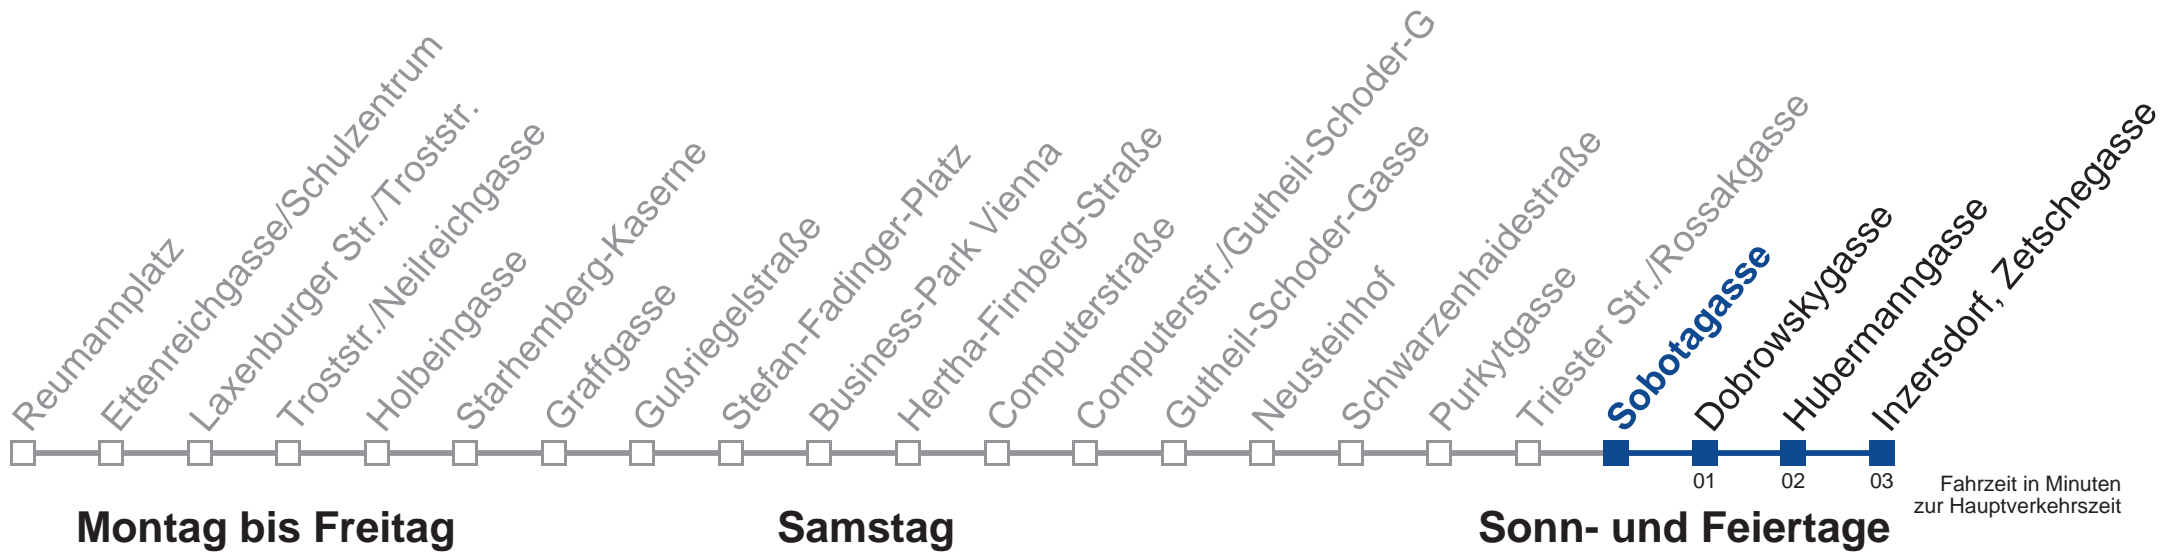 Reumannplatz
Ettenreichgasse/Schulzentrum
Laxenburger Str./Troststr.
Troststr./Neilreichgasse
Holbeingasse
Starhemberg-Kaserne
Graffgasse
Gußriegelstraße
Stefan-Fadinger-Platz
Business-Park Vienna
Hertha-Firnberg-Straße
Computerstraße
Computerstr./Gutheil-Schoder-G
Gutheil-Schoder-Gasse
Neusteinhof
Schwarzenhaidestraße
Purkytgasse
Triester Str./Rossakgasse
Sobotagasse
Dobrowskygasse
Hubermanngasse
Inzersdorf, Zetschegasse
01 02 03
Fahrzeit in Minuten
zur Hauptverkehrszeit
Montag bis Freitag
Samstag
Sonn- und Feiertage